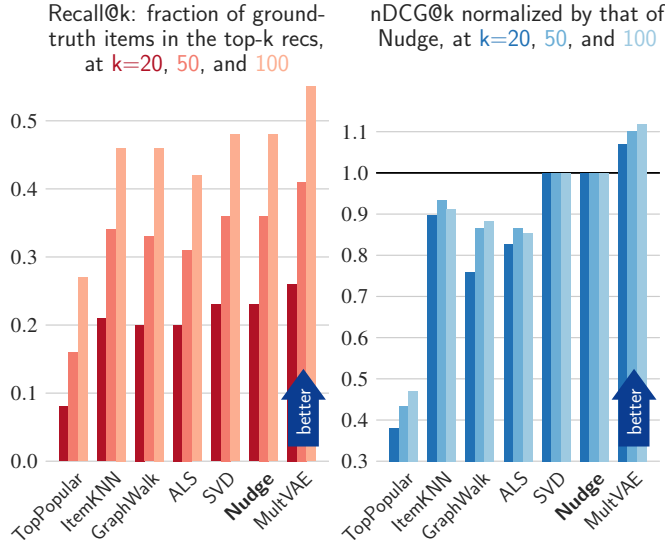 Recall@k: fraction of ground-
truth items in the top-k recs,
at k=20, 50, and 100
0.5
0.4
0.3
0.2
0.1
0.0
better
TopPopular
ItemKNN
GraphWalk
ALS
SVD
Nudge
MultVAE
nDCG@k normalized by that of
Nudge, at k=20, 50, and 100
1.1
1.0
0.9
0.8
0.7
0.6
0.5
0.4
0.3
better
TopPopular
ItemKNN
GraphWalk
ALS
SVD
Nudge
MultVAE